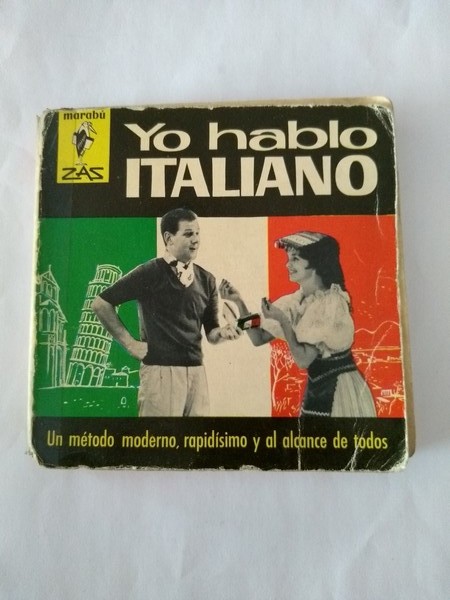 marabú
ZAS
Yo hablo
ITALIANO
Un método moderno, rapidísimo y al alcance de todos